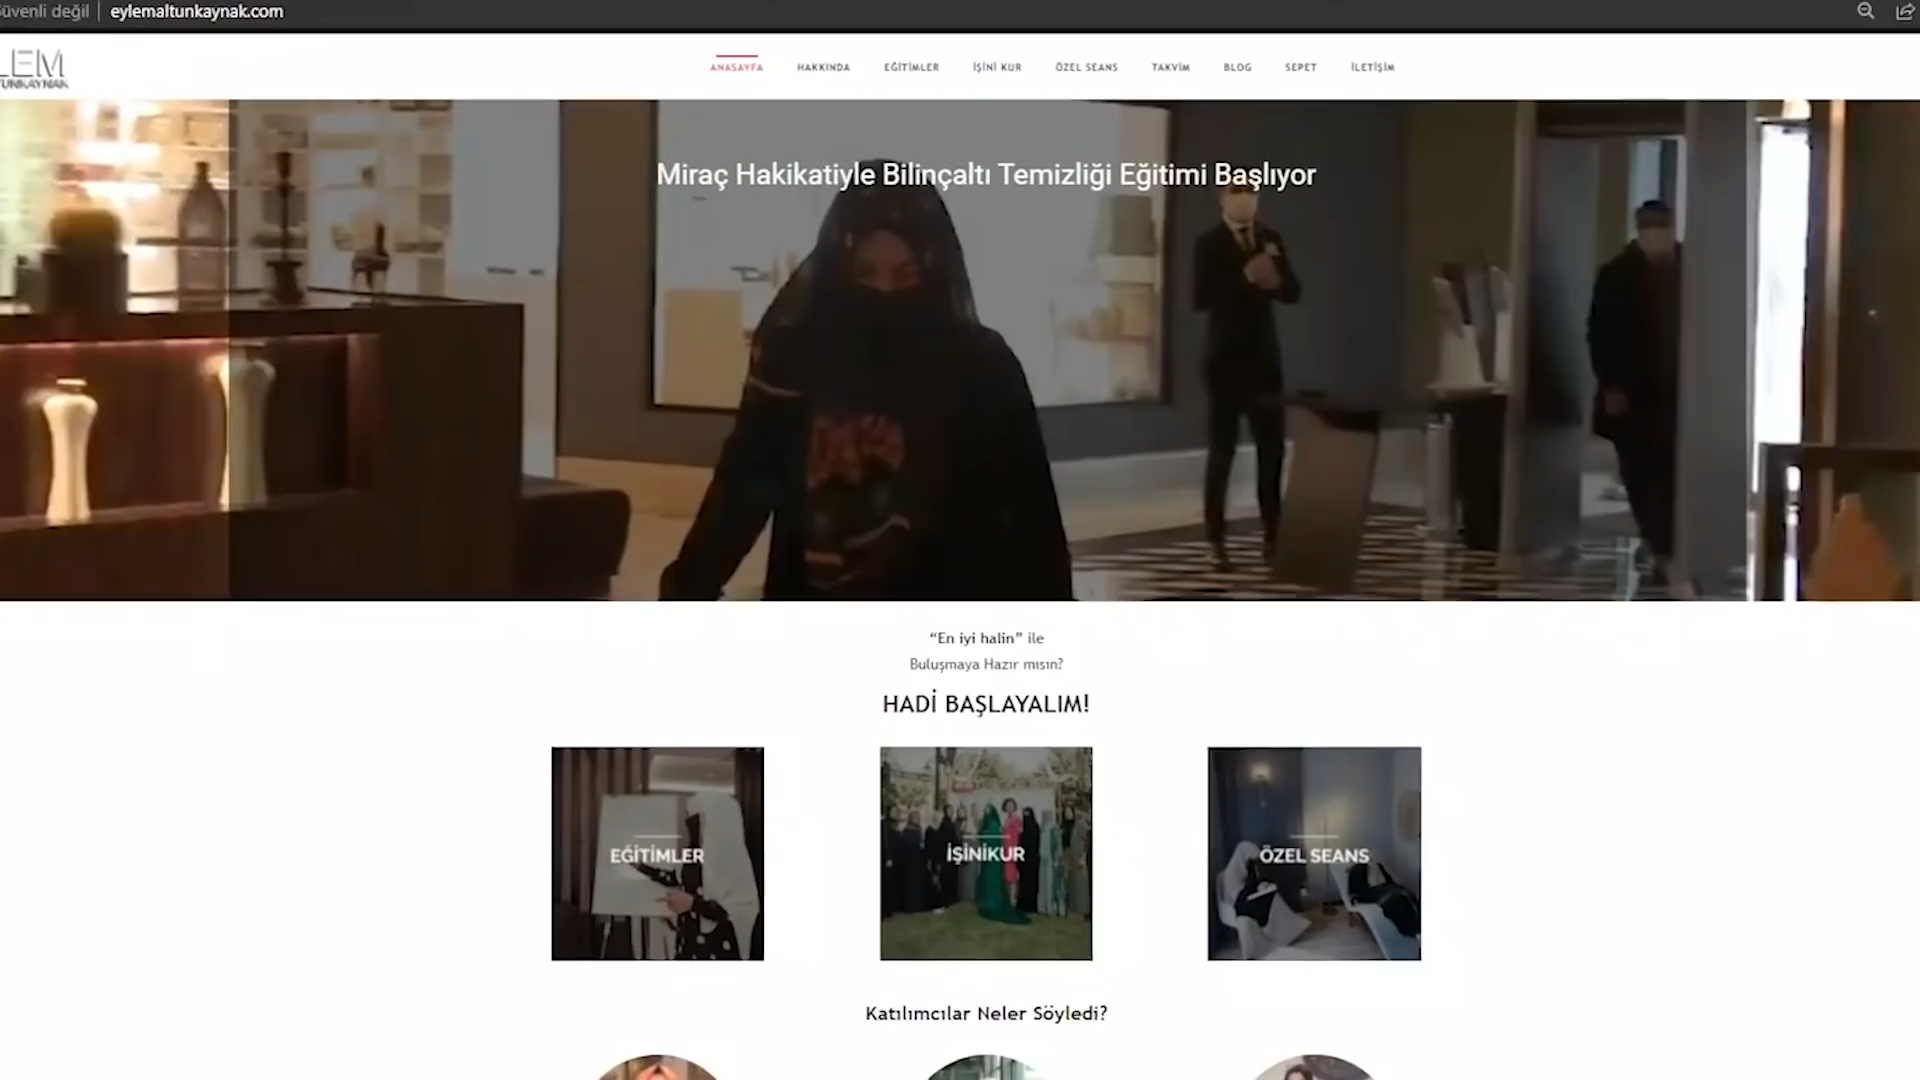 eylemaltunkaynak.com
ANASAYFA HAKKINDA EĞİTİMLER İŞİNİ KUR ÖZEL SEANS TAKVİM BLOG SEPET İLETİŞİM
Miraç Hakikatiyle Bilinçaltı Temizliği Eğitimi Başlıyor
“En iyi halin” ile
Buluşmaya Hazır mısın?
HADİ BAŞLAYALIM!
EĞİTİMLER
İŞİNİKUR
ÖZEL SEANS
Katılımcılar Neler Söyledi?